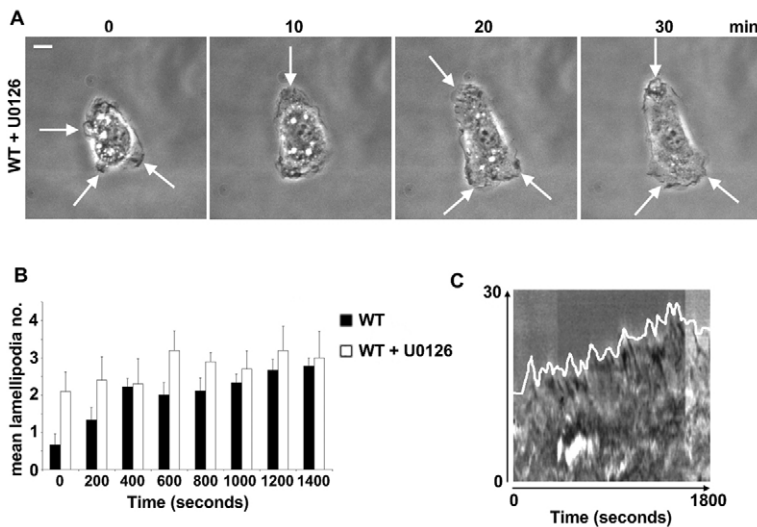 A
0 10 20 30 min
WT + U0126
B
mean lamellipodia no.
4
3
2
1
0
0 200 400 600 800 1000 1200 1400
Time (seconds)
WT
WT + U0126
C
30
0
0 1800
Time (seconds)